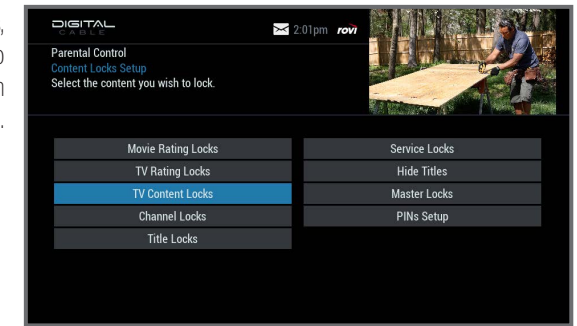 DIGITAL
CABLE
2:01pm rovi
Parental Control
Content Locks Setup
Select the content you wish to lock.
Movie Rating Locks
TV Rating Locks
TV Content Locks
Channel Locks
Title Locks
Service Locks
Hide Titles
Master Locks
PINs Setup